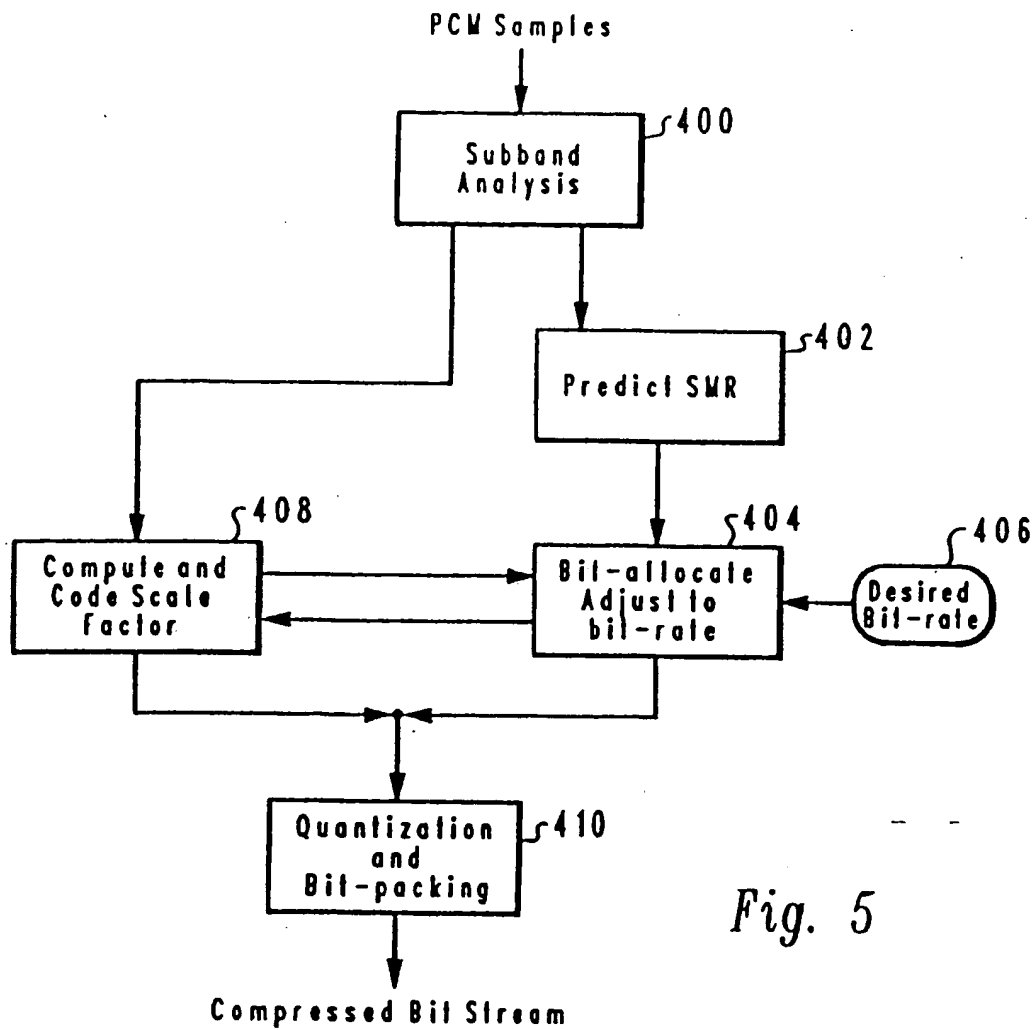 PCM Samples
400
Subband
Analysis
402
Predict SMR
408
404
406
Compute and
Code Scale
Factor
Bit-allocate
Adjust to
bit-rate
Desired
Bit-rate
Quantization
and
Bit-packing
410
Fig. 5
Compressed Bit Stream